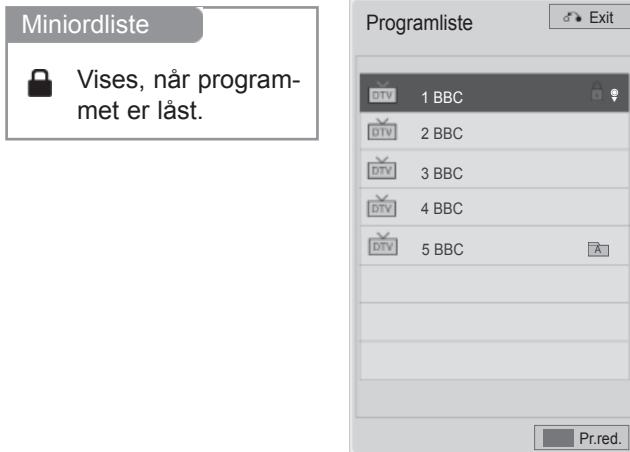 Miniordliste
Vises, når program-
met er låst.
Programliste
Exit
DTV 1 BBC
DTV 2 BBC
DTV 3 BBC
DTV 4 BBC
DTV 5 BBC A
Pr.red.